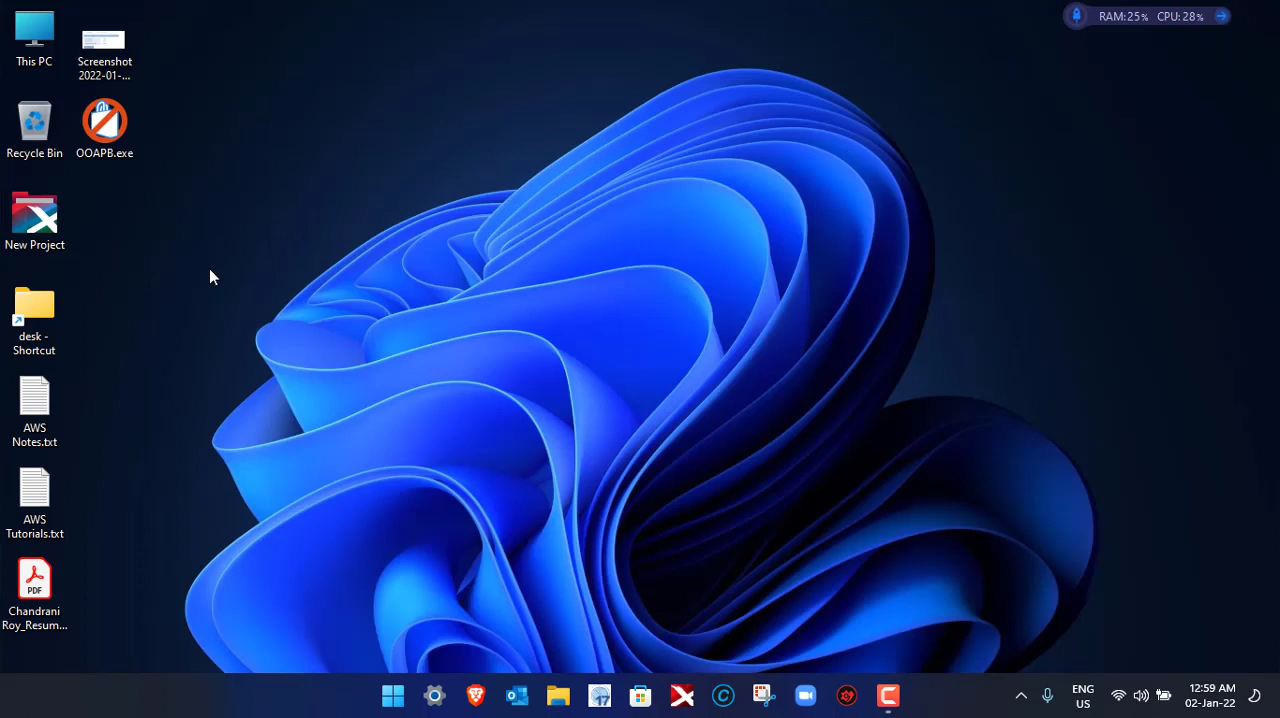 This PC
Screenshot
2022-01-...
Recycle Bin
OOAPB.exe
New Project
desk -
Shortcut
AWS
Notes.txt
AWS
Tutorials.txt
PDF
Chandrani
Roy_Resum...
RAM:25% CPU:28%
ENG
US
12:59 AM
02-Jan-22